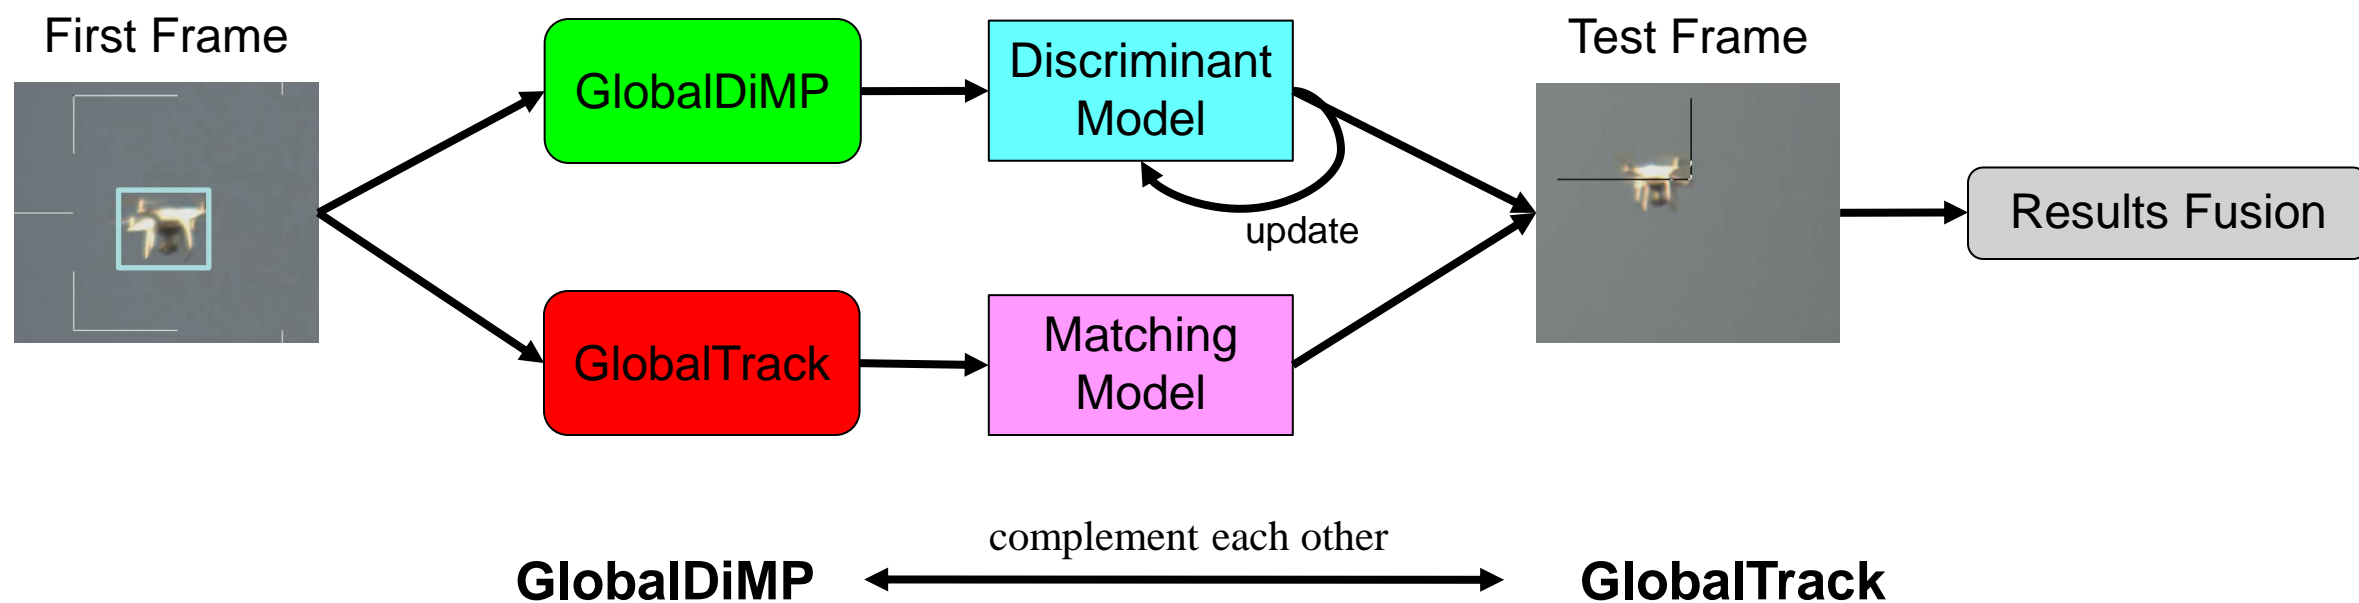 First Frame
GlobalDiMP
Discriminant
Model
update
Test Frame
GlobalTrack
Matching
Model
Results Fusion
complement each other
GlobalDiMP
GlobalTrack